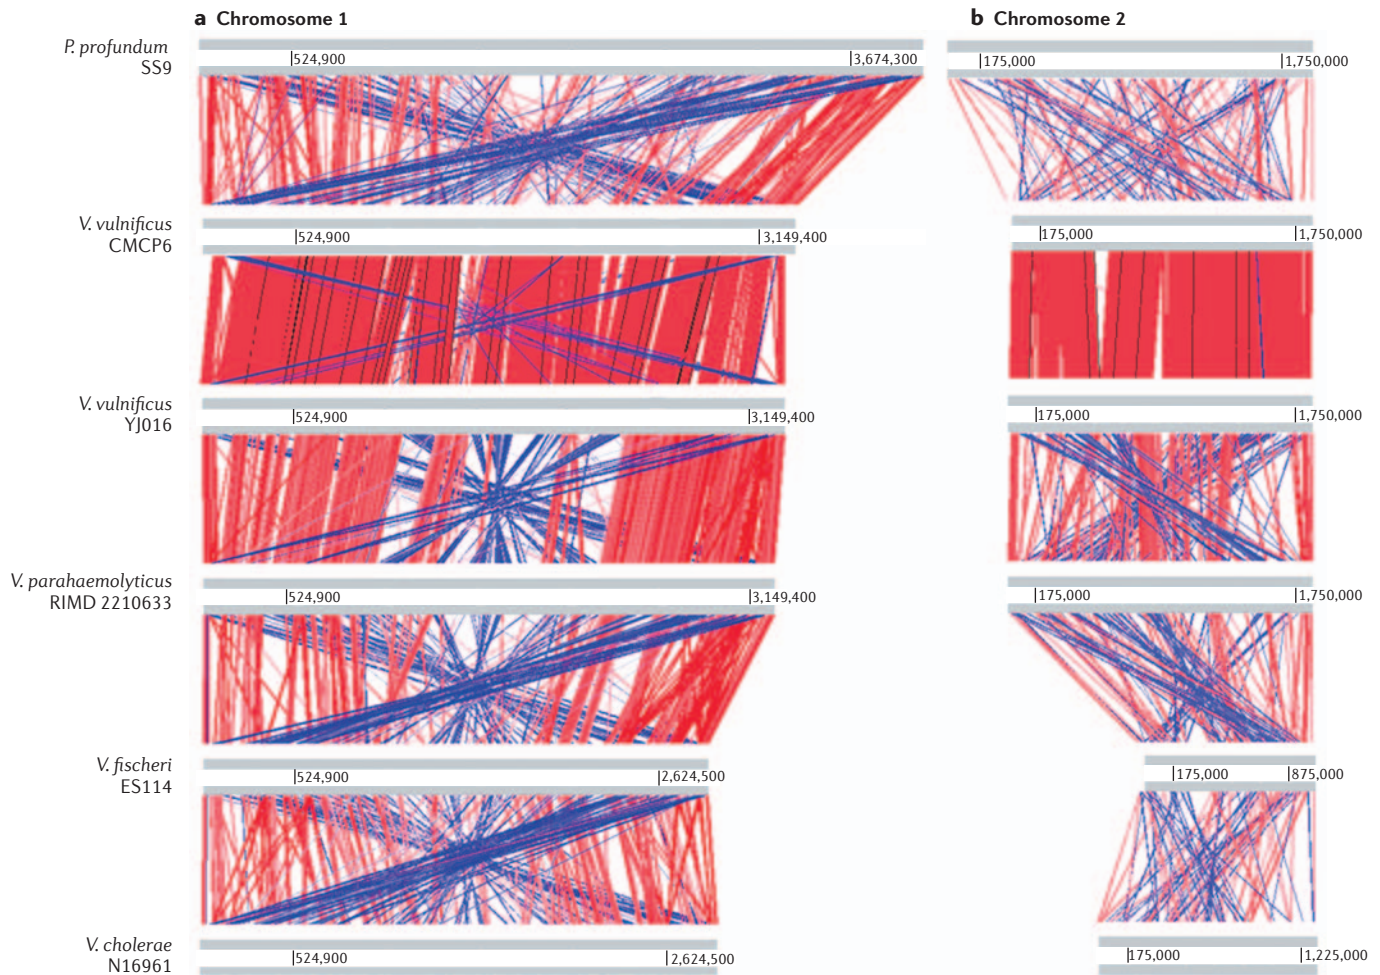 a Chromosome 1
b Chromosome 2
P. profundum
SS9
524,900
3,674,300
175,000
1,750,000
V. vulnificus
CMCP6
524,900
3,149,400
175,000
1,750,000
V. vulnificus
YJ016
524,900
3,149,400
175,000
1,750,000
V. parahaemolyticus
RIMD 2210633
524,900
3,149,400
175,000
1,750,000
V. fischeri
ES114
524,900
2,624,500
175,000
875,000
V. cholerae
N16961
524,900
2,624,500
175,000
1,225,000